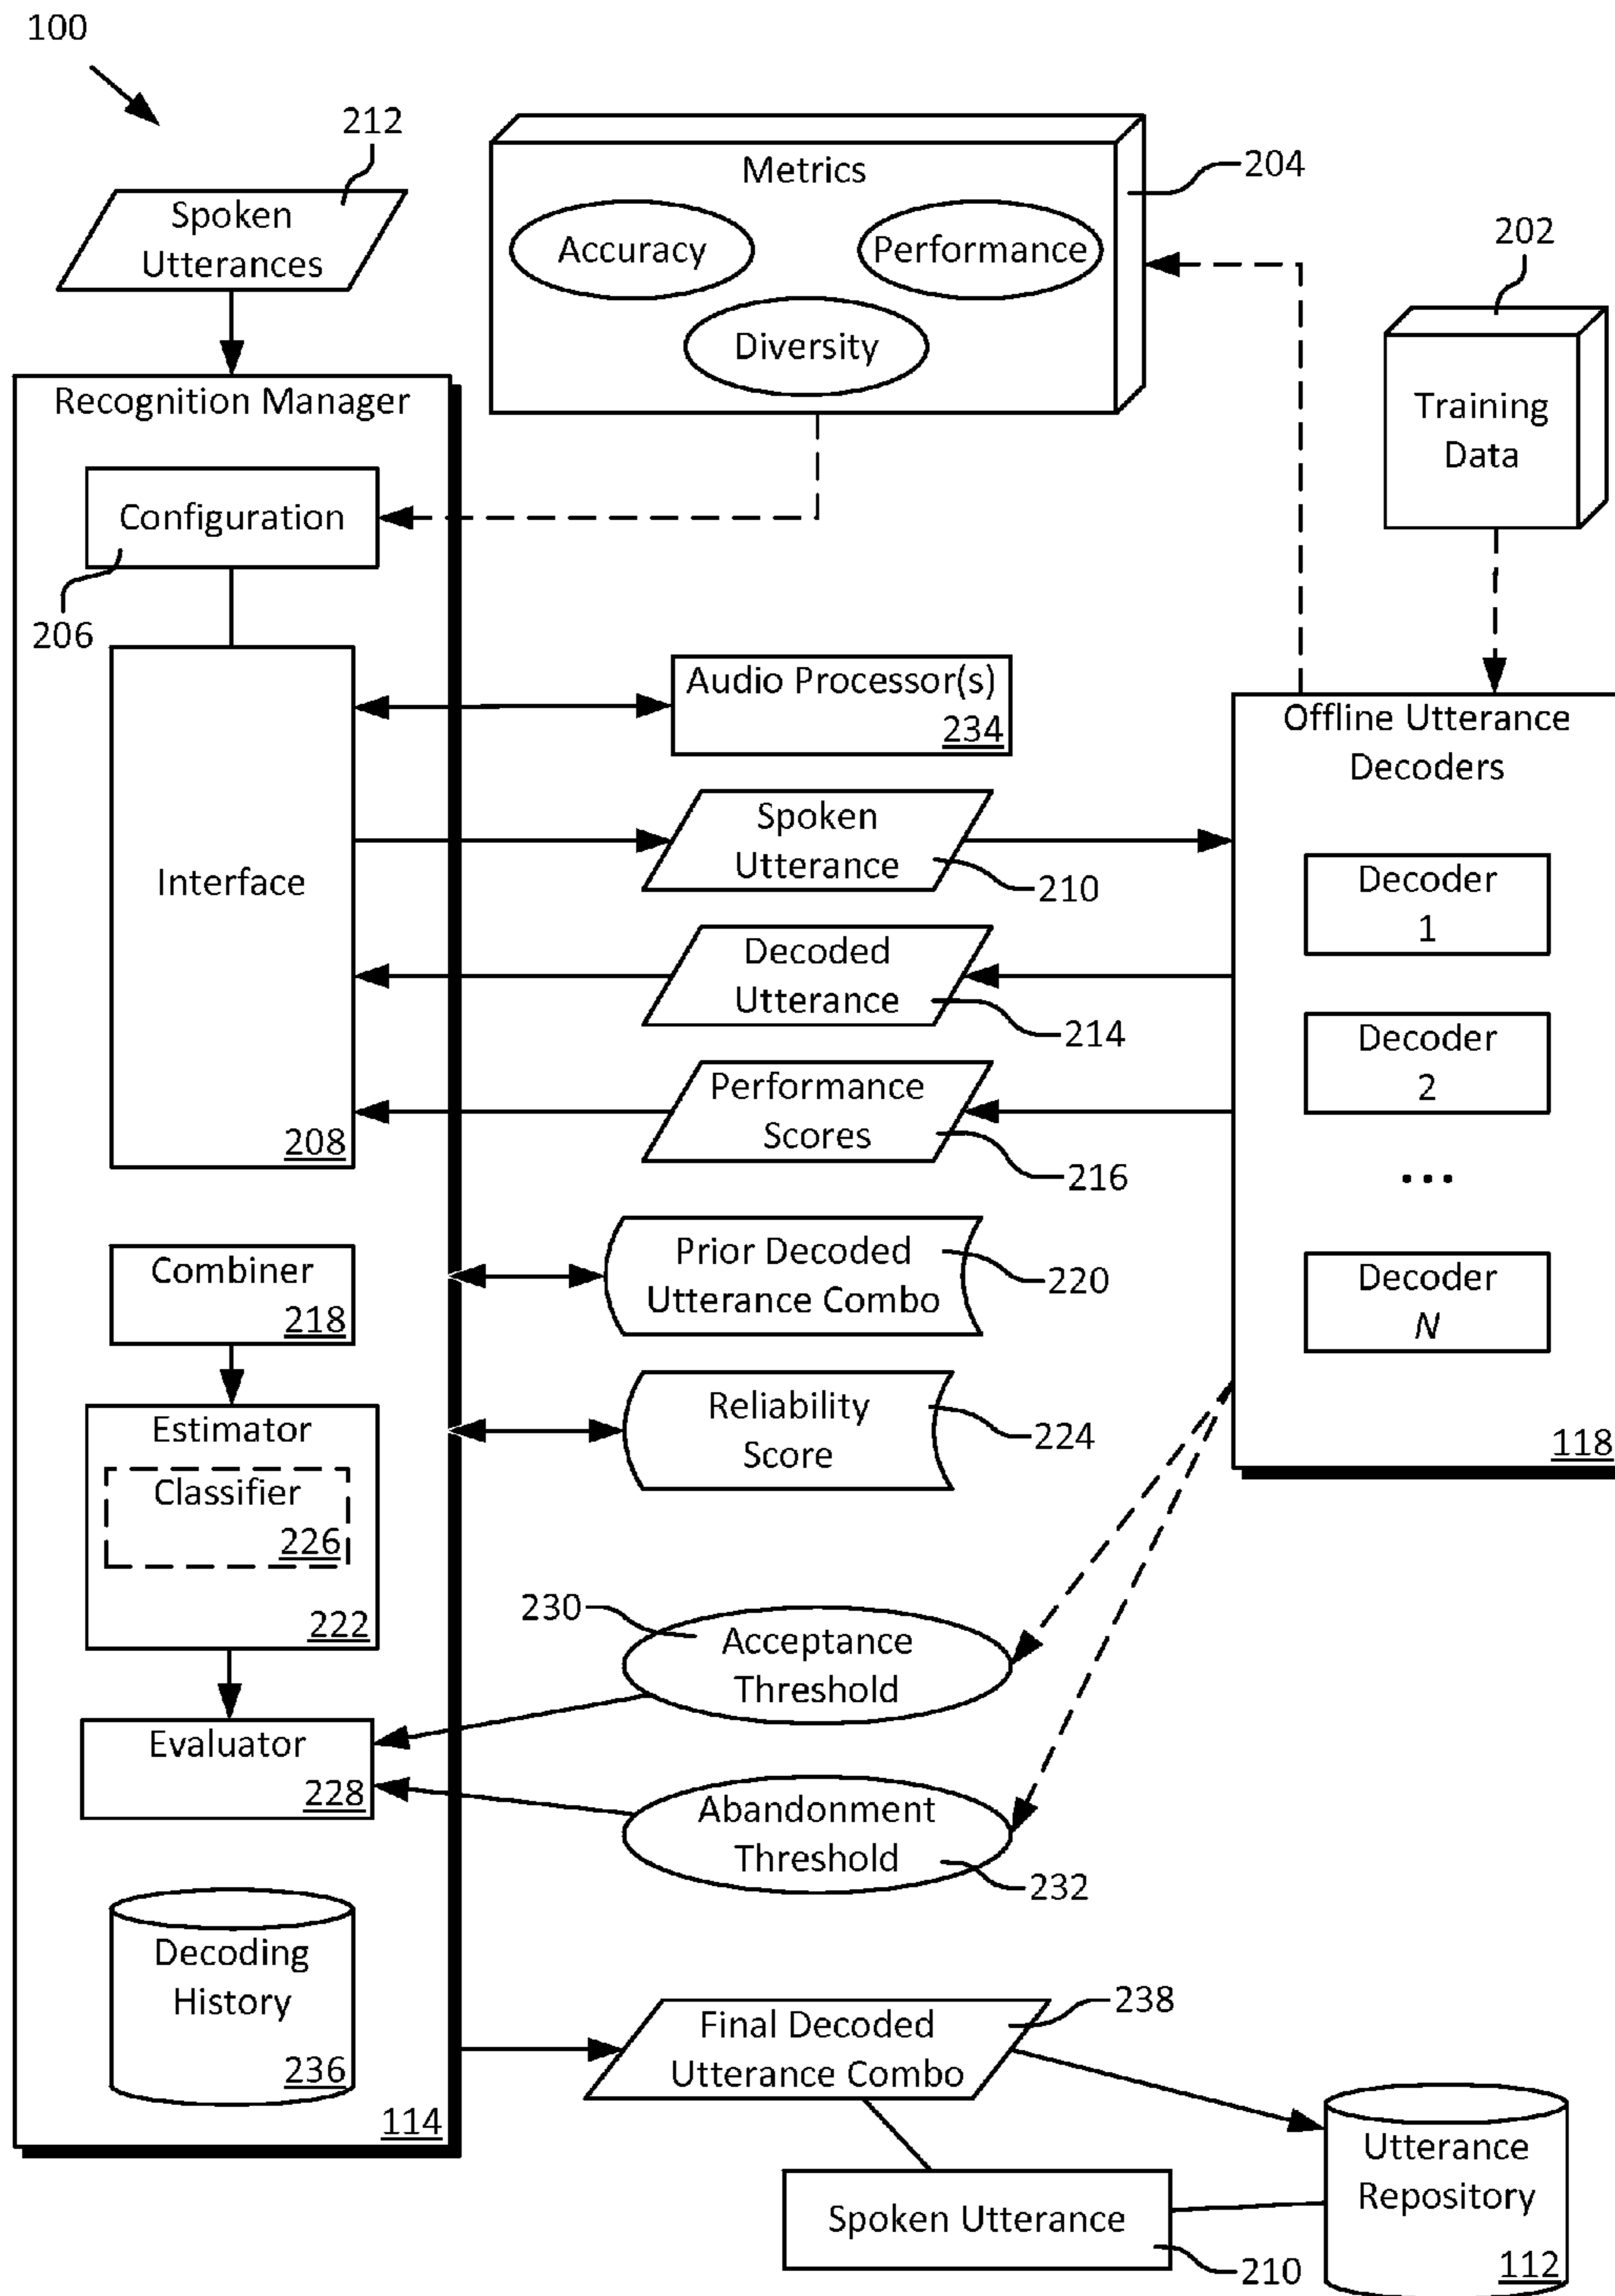 100
212
Spoken
Utterances
Metrics
204
Accuracy
Performance
Diversity
202
Training
Data
Recognition Manager
Configuration
206
Interface
208
Audio Processor(s)
234
Spoken
Utterance
210
Decoded
Utterance
214
Performance
Scores
216
Offline Utterance
Decoders
Decoder
1
Decoder
2
...
Decoder
N
118
Combiner
218
Prior Decoded
Utterance Combo
220
Estimator
Classifier
226
222
Reliability
Score
224
230
Acceptance
Threshold
Evaluator
228
Abandonment
Threshold
232
Decoding
History
236
114
Final Decoded
Utterance Combo
238
Spoken Utterance
210
Utterance
Repository
112